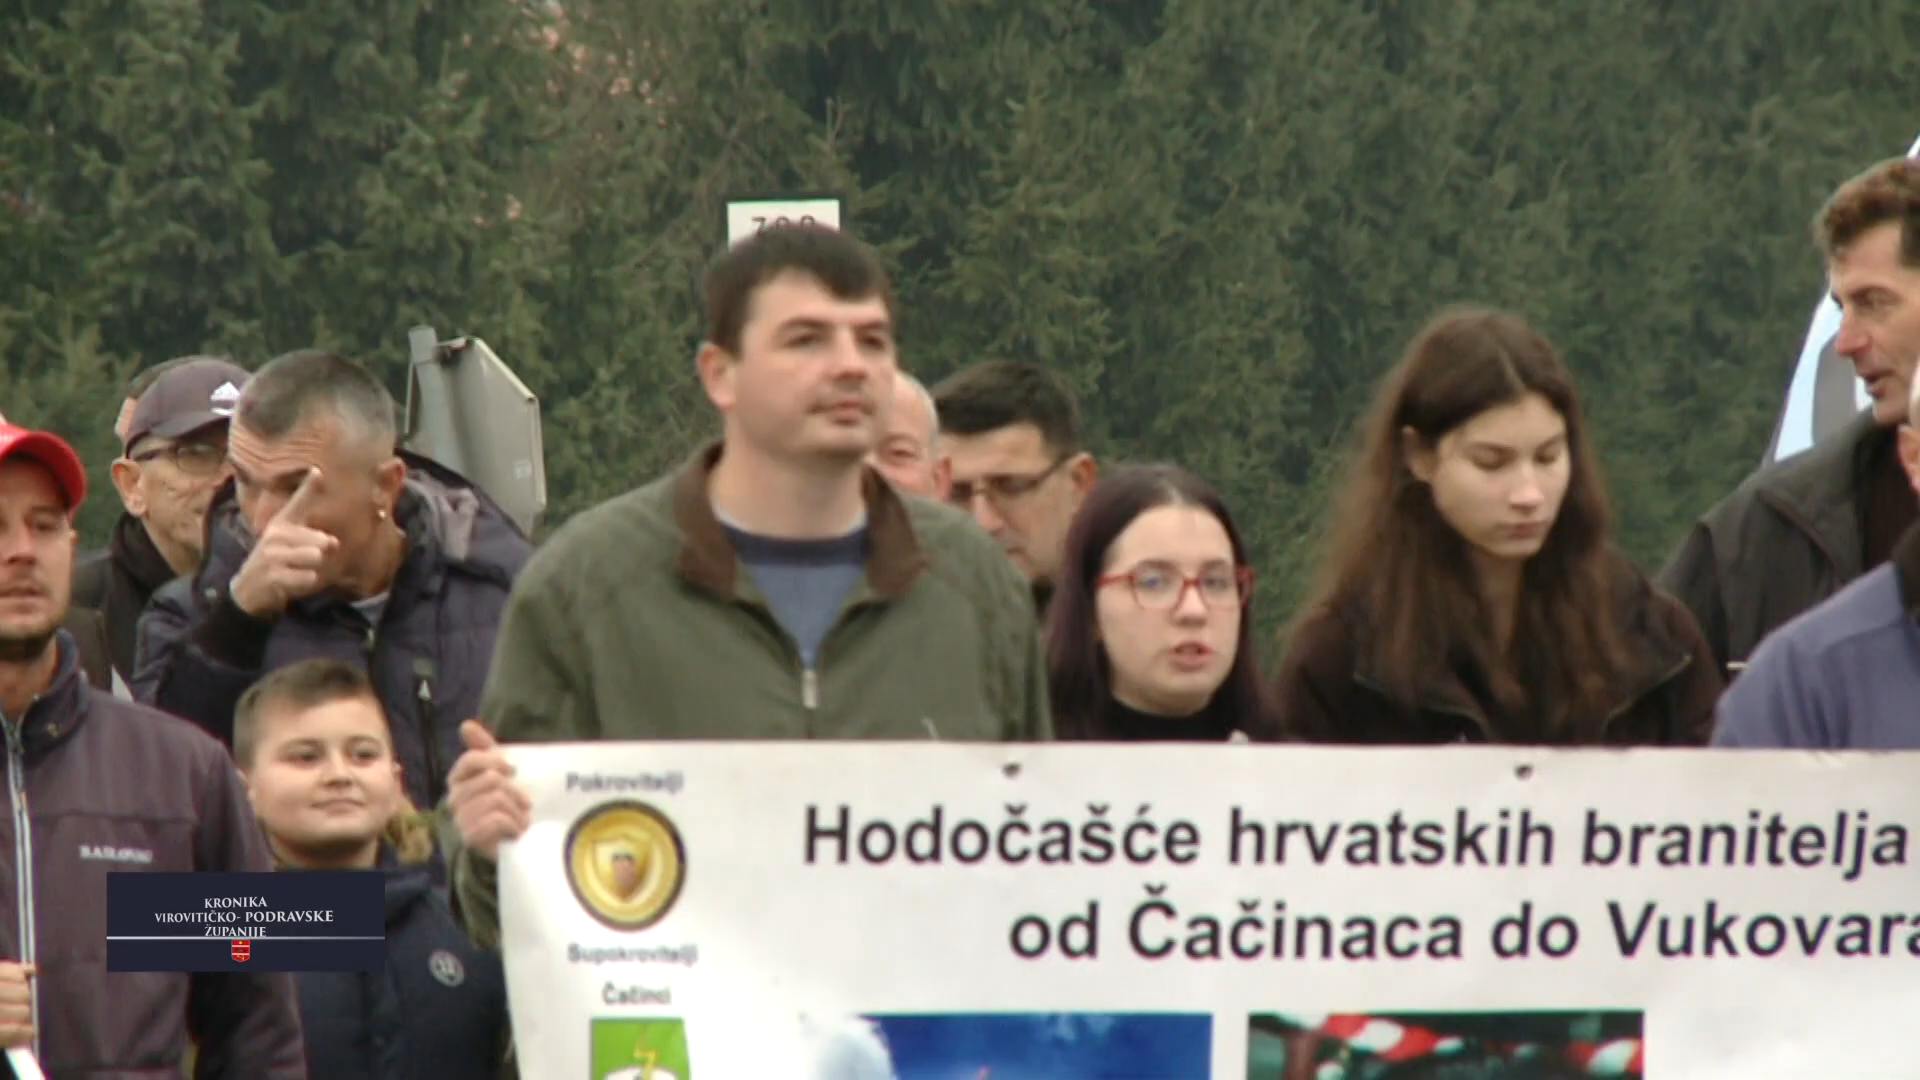 Pokrovitelji
Hodočašće hrvatskih branitelja
od Čačinaca do Vukovara
Supokrovitelji
Čačinci
KRONIKA
VIROVITIČKO- PODRAVSKE
ŽUPANIJE